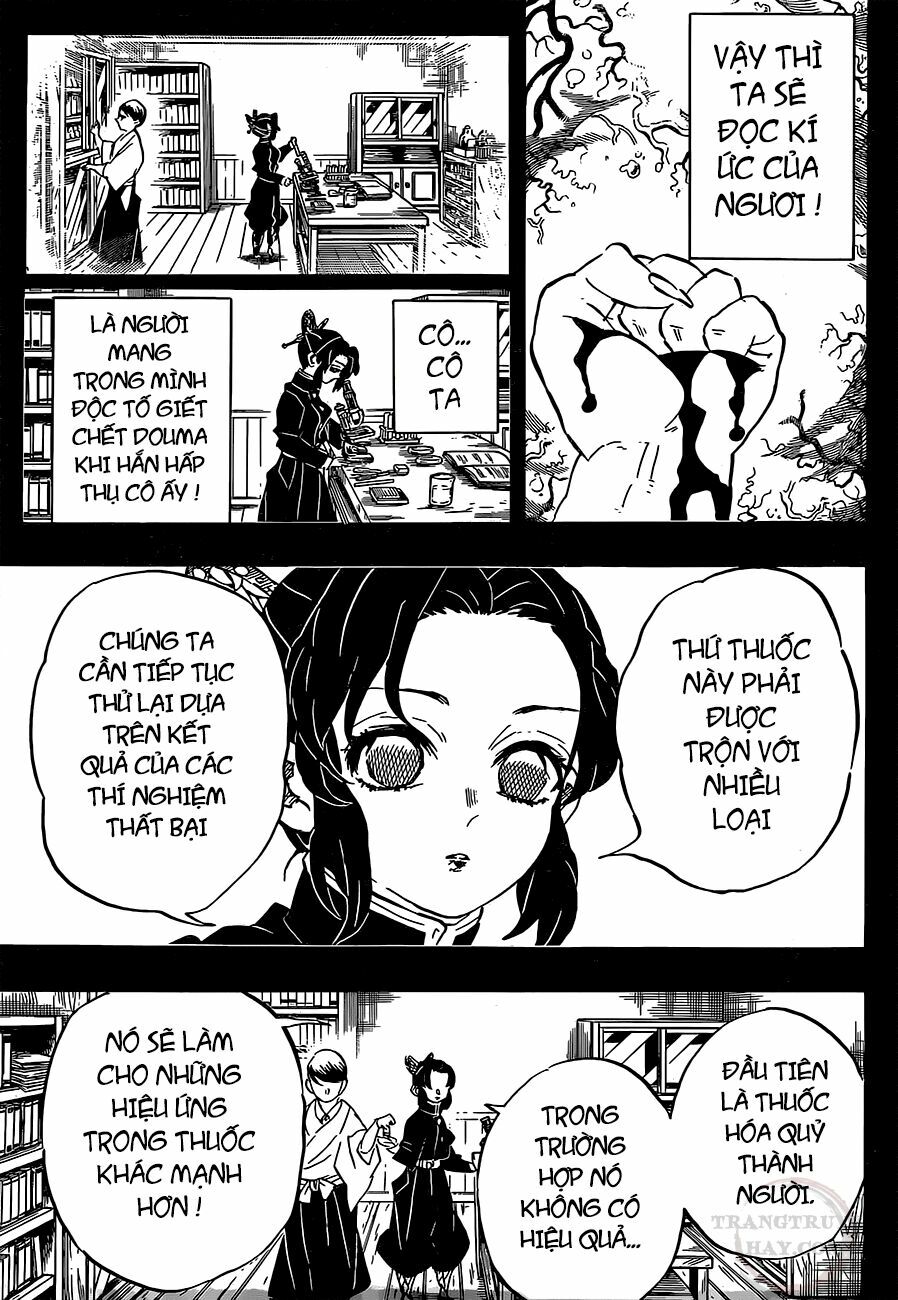 VẬY THÌ
TA SẼ
ĐỌC KÍ
ỨC CỦA
NGƯƠI !
CÔ...
CÔ
TA
LÀ NGƯỜI
MANG
TRONG MÌNH
ĐỘC TỐ GIẾT
CHẾT DOUMA
KHI HẮN HẤP
THỤ CÔ ẤY !
THỨ THUỐC
NÀY PHẢI
ĐƯỢC
TRỘN VỚI
NHIỀU
LOẠI
CHÚNG TA
CẦN TIẾP TỤC
THỬ LẠI DỰA
TRÊN KẾT
QUẢ CỦA CÁC
THÍ NGHIỆM
THẤT BẠI
ĐẦU TIÊN
LÀ THUỐC
HÓA QUỶ
THÀNH
NGƯỜI.
TRONG
TRƯỜNG
HỢP NÓ
KHÔNG CÓ
HIỆU QUẢ...
NÓ SẼ LÀM
CHO NHỮNG
HIỆU ỨNG
TRONG THUỐC
KHÁC MẠNH
HƠN !